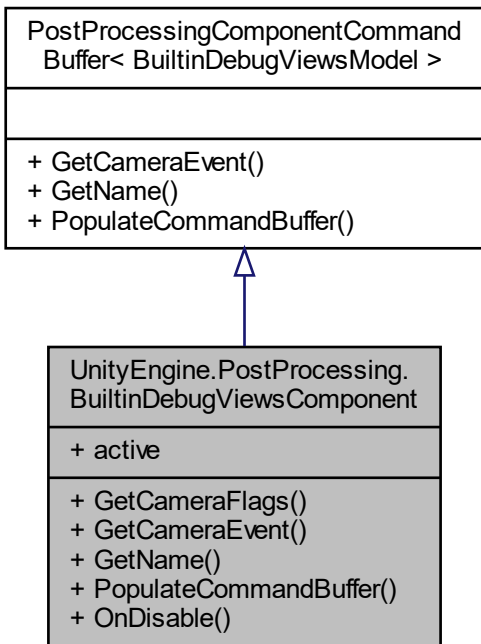 PostProcessingComponentCommand
Buffer< BuiltinDebugViewsModel >
+ GetCameraEvent()
+ GetName()
+ PopulateCommandBuffer()
UnityEngine.PostProcessing.
BuiltinDebugViewsComponent
+ active
+ GetCameraFlags()
+ GetCameraEvent()
+ GetName()
+ PopulateCommandBuffer()
+ OnDisable()